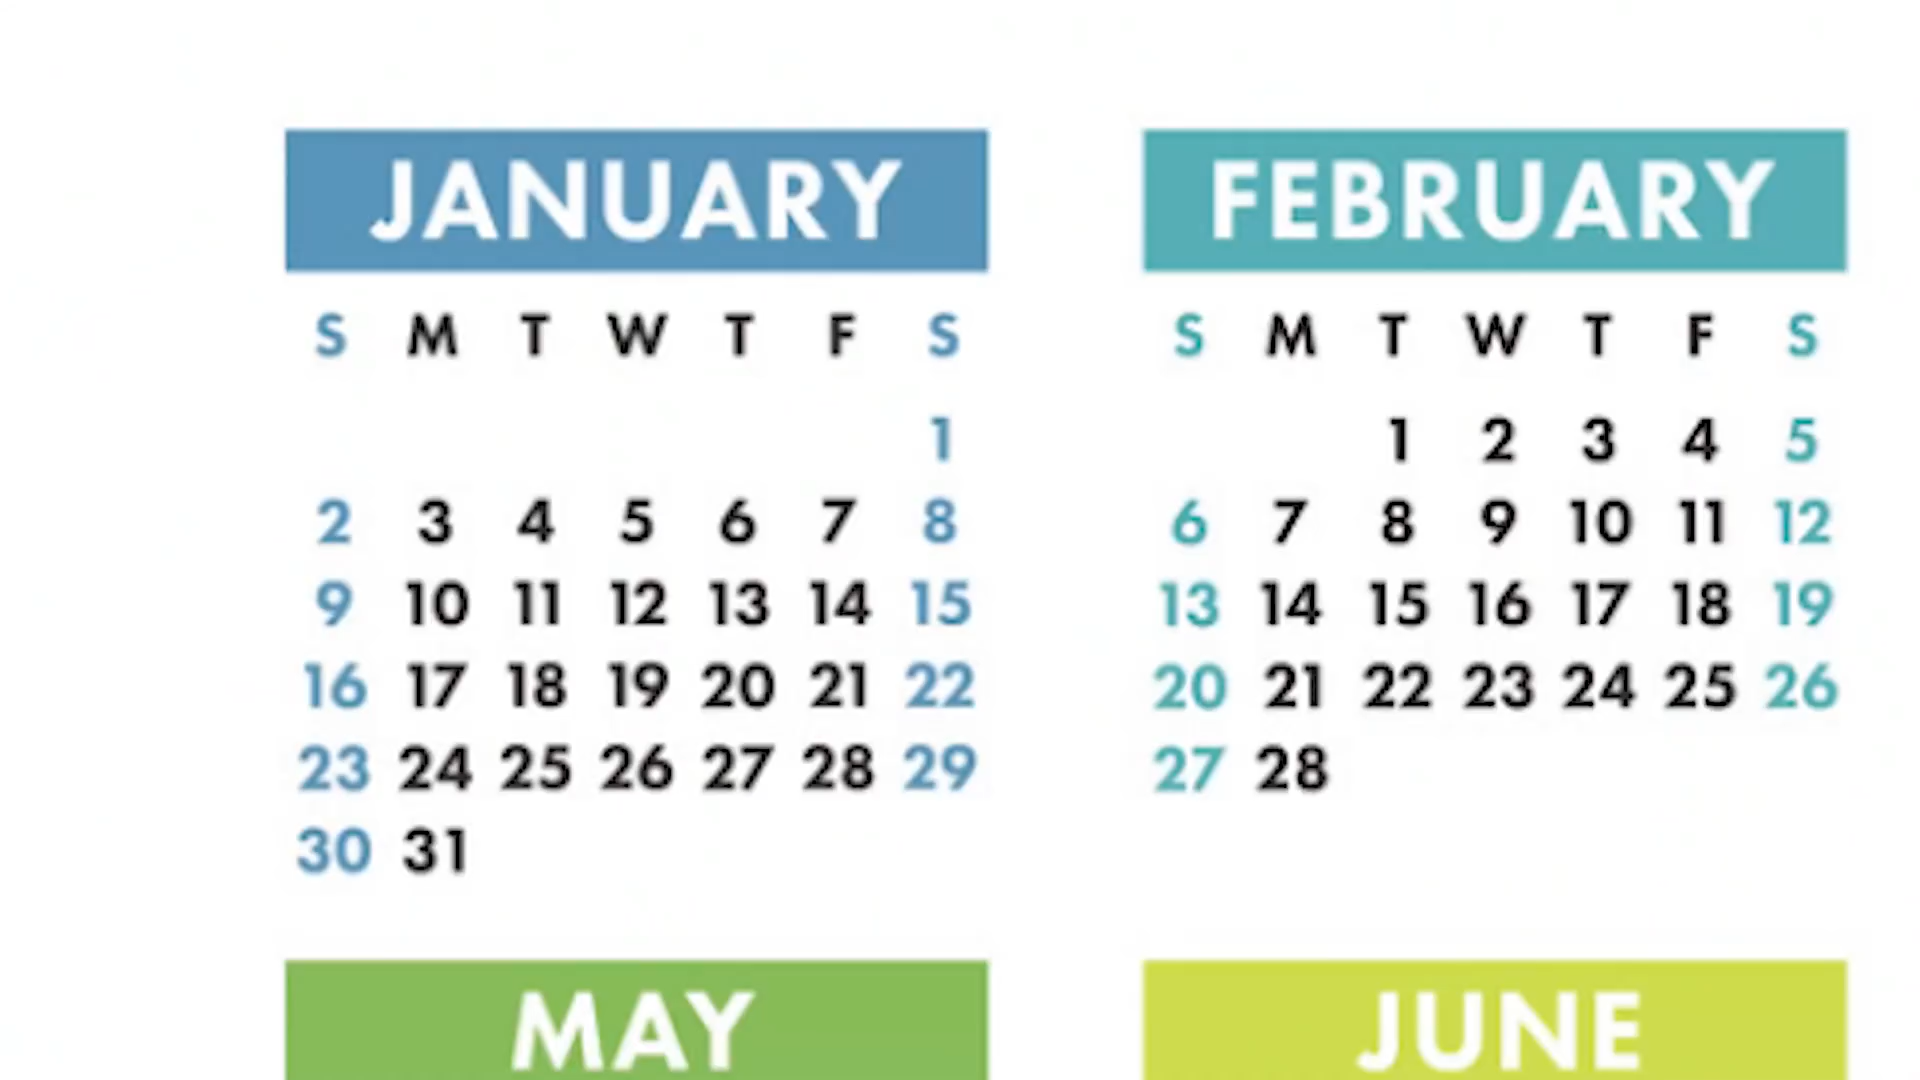 JANUARY
S M T W T F S
1
2 3 4 5 6 7 8
9 10 11 12 13 14 15
16 17 18 19 20 21 22
23 24 25 26 27 28 29
30 31
FEBRUARY
S M T W T F S
1 2 3 4 5
6 7 8 9 10 11 12
13 14 15 16 17 18 19
20 21 22 23 24 25 26
27 28
MAY
JUNE